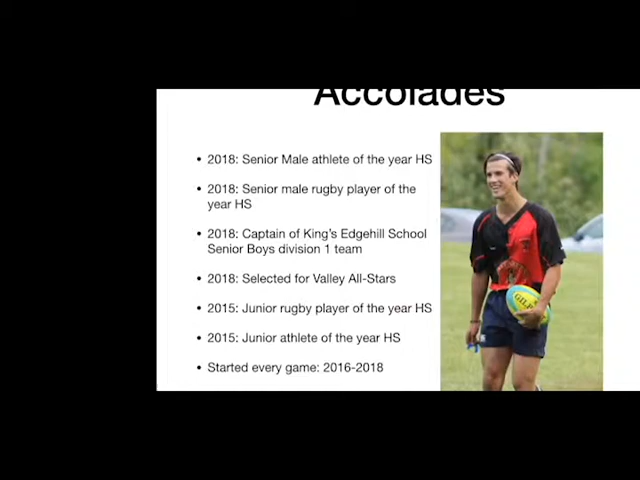 Accolades
• 2018: Senior Male athlete of the year HS
• 2018: Senior male rugby player of the
year HS
• 2018: Captain of King's Edgehill School
Senior Boys division 1 team
• 2018: Selected for Valley All-Stars
• 2015: Junior rugby player of the year HS
• 2015: Junior athlete of the year HS
• Started every game: 2016-2018